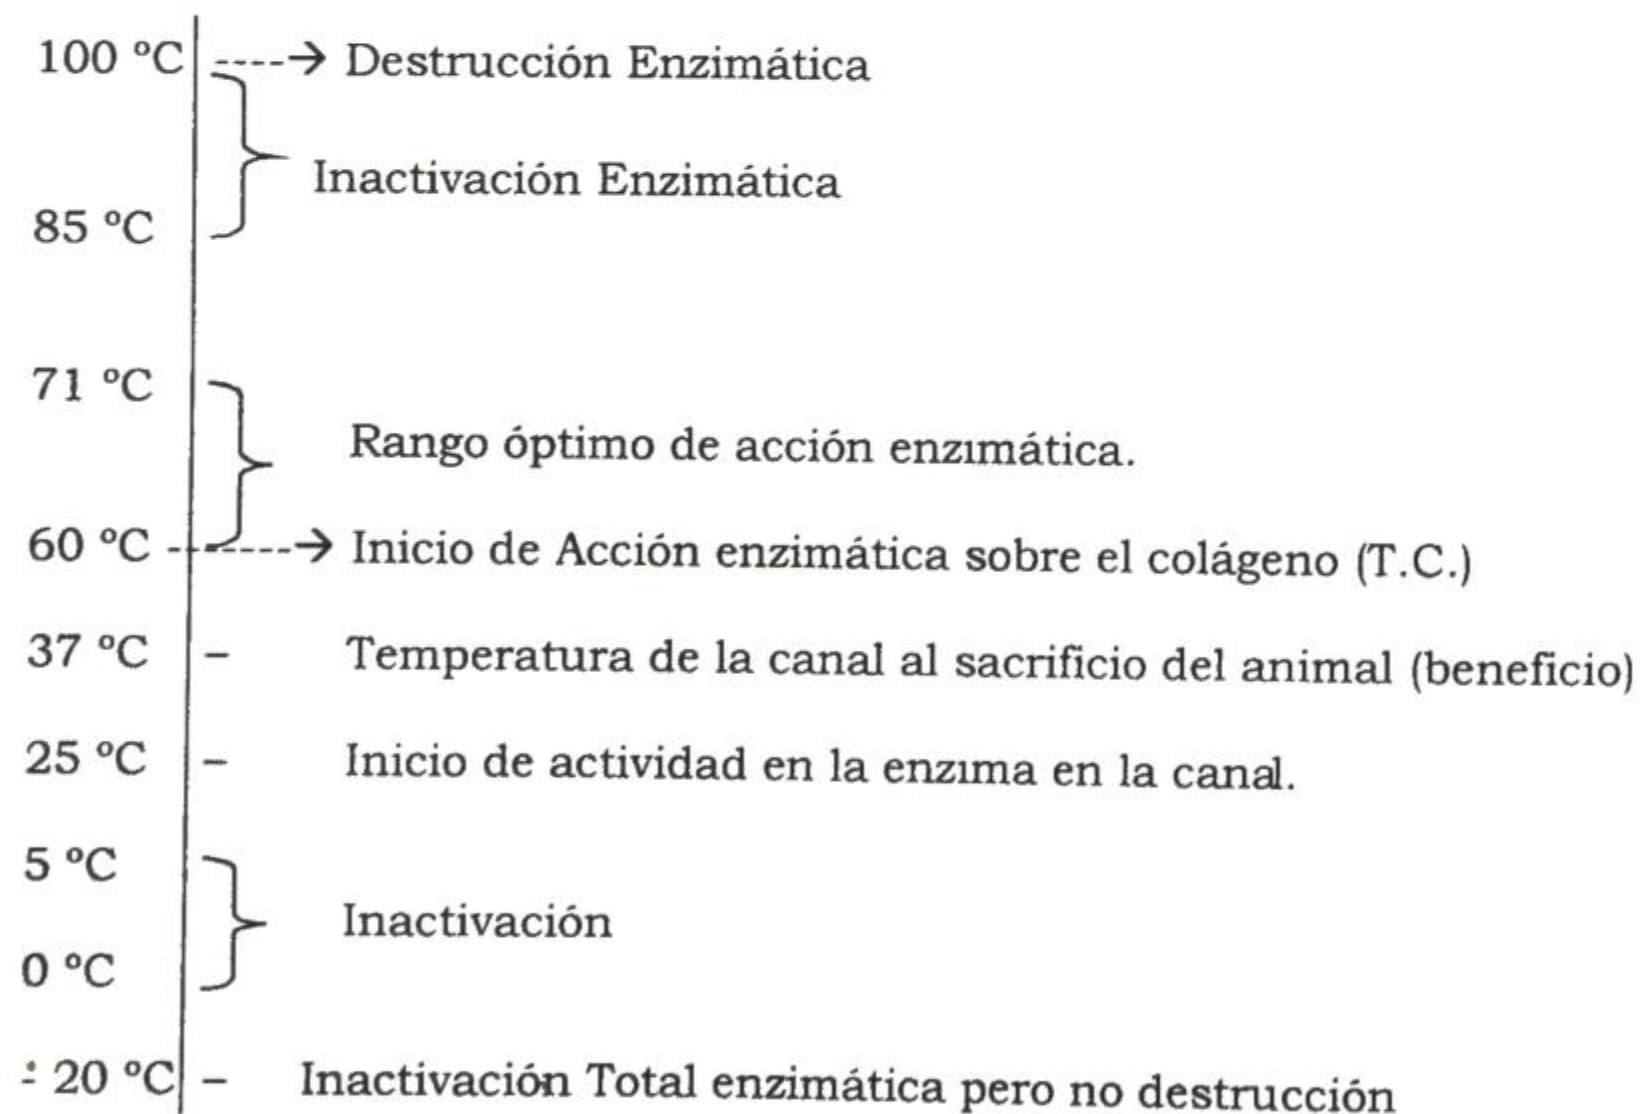 100 ºC ----→ Destrucción Enzimática
Inactivación Enzimática
85 ºC
71 ºC
Rango óptimo de acción enzimática.
60 ºC -------→ Inicio de Acción enzimática sobre el colágeno (T.C.)
37 ºC – Temperatura de la canal al sacrificio del animal (beneficio)
25 ºC – Inicio de actividad en la enzima en la canal.
5 ºC
Inactivación
0 ºC
- 20 ºC – Inactivación Total enzimática pero no destrucción